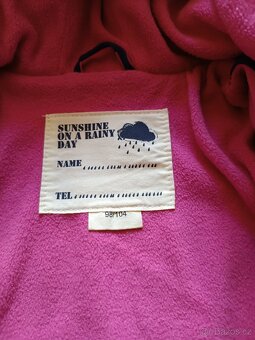 SUNSHINE
ON A RAINY
DAY
NAME
TEL
98/104